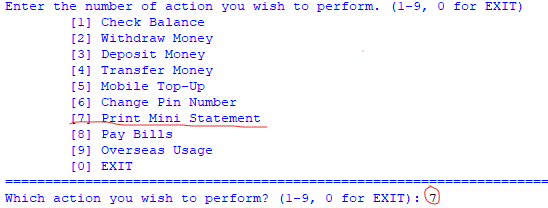 Enter the number of action you wish to perform. (1-9, 0 for EXIT)
[1] Check Balance
[2] Withdraw Money
[3] Deposit Money
[4] Transfer Money
[5] Mobile Top-Up
[6] Change Pin Number
[7] Print Mini Statement
[8] Pay Bills
[9] Overseas Usage
[0] EXIT
====================================================================
Which action you wish to perform? (1-9, 0 for EXIT): 7